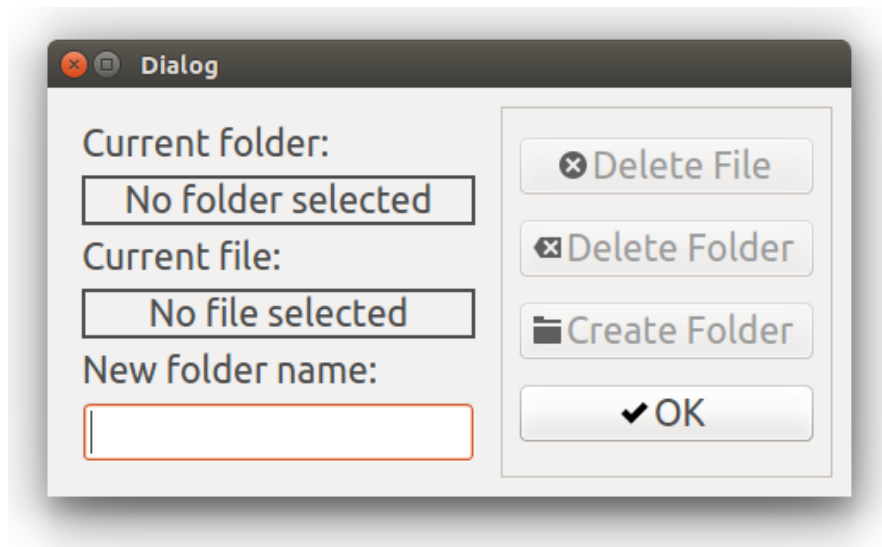 Dialog
Current folder:
No folder selected
Current file:
No file selected
New folder name:
Delete File
Delete Folder
Create Folder
OK